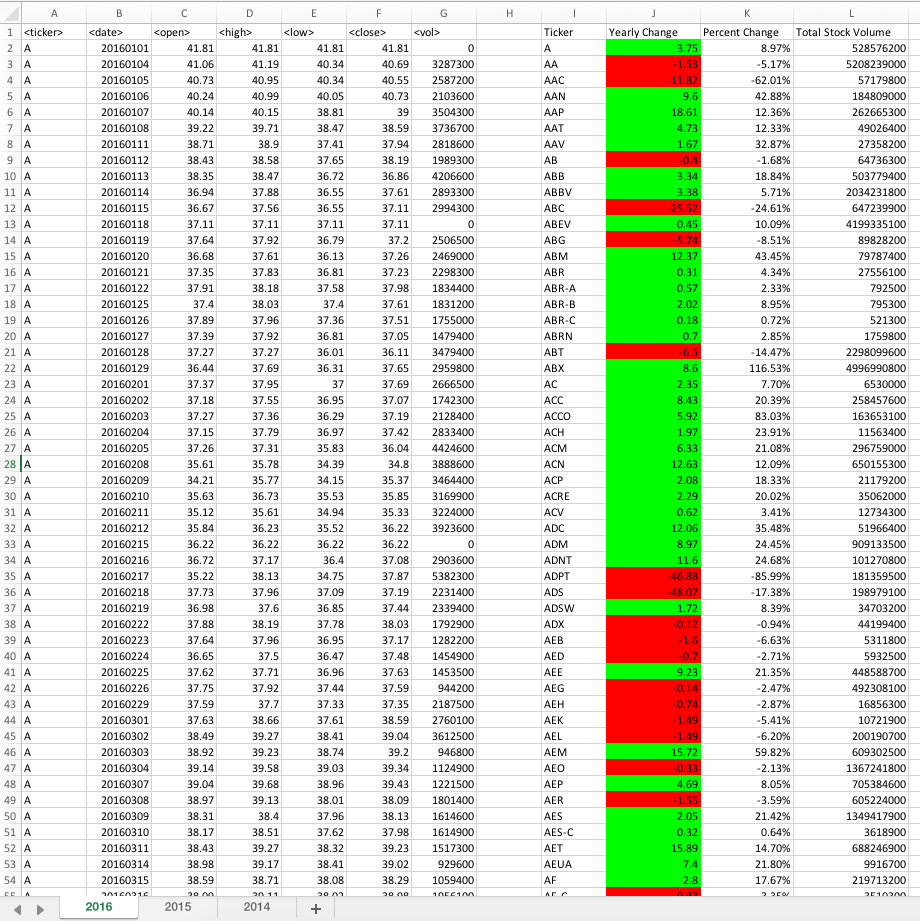 A B C D E F G H I J K L
1 <ticker> <date> <open> <high> <low> <close> <vol> Ticker Yearly Change Percent Change Total Stock Volume
2 A 20160101 41.81 41.81 41.81 41.81 0 A 3.75 8.97% 528576200
3 A 20160104 41.06 41.19 40.34 40.69 3287300 AA -1.53 -5.17% 5208239000
4 A 20160105 40.73 40.95 40.34 40.55 2587200 AAC -11.82 -62.01% 57179800
5 A 20160106 40.24 40.99 40.05 40.73 2103600 AAN 9.6 42.88% 184809000
6 A 20160107 40.14 40.15 38.81 39 3504300 AAP 18.61 12.36% 262665300
7 A 20160108 39.22 39.71 38.47 38.59 3736700 AAT 4.73 12.33% 49026400
8 A 20160111 38.71 38.9 37.41 37.94 2818600 AAV 1.67 32.87% 27358200
9 A 20160112 38.43 38.58 37.65 38.19 1989300 AB -0.4 -1.68% 64736300
10 A 20160113 38.35 38.47 36.72 36.86 4206600 ABB 3.34 18.84% 503779400
11 A 20160114 36.94 37.88 36.55 37.61 2893300 ABBV 3.38 5.71% 2034231800
12 A 20160115 36.67 37.56 36.55 37.11 2994300 ABC -25.52 -24.61% 647239900
13 A 20160118 37.11 37.11 37.11 37.11 0 ABEV 0.45 10.09% 4199335100
14 A 20160119 37.64 37.92 36.79 37.2 2506500 ABG -5.74 -8.51% 89828200
15 A 20160120 36.68 37.61 36.13 37.26 2469000 ABM 12.37 43.45% 79787400
16 A 20160121 37.35 37.83 36.81 37.23 2298300 ABR 0.31 4.34% 27556100
17 A 20160122 37.91 38.18 37.58 37.98 1834400 ABR-A 0.57 2.33% 792500
18 A 20160125 37.4 38.03 37.4 37.61 1831200 ABR-B 2.02 8.95% 795300
19 A 20160126 37.89 37.96 37.36 37.51 1755000 ABR-C 0.18 0.72% 521300
20 A 20160127 37.39 37.92 36.81 37.05 1479400 ABRN 0.7 2.85% 1759800
21 A 20160128 37.27 37.27 36.01 36.11 3479400 ABT -6.5 -14.47% 2298099600
22 A 20160129 36.44 37.69 36.31 37.65 2959800 ABX 8.6 116.53% 4996990800
23 A 20160201 37.37 37.95 37 37.69 2666500 AC 2.35 7.70% 6530000
24 A 20160202 37.18 37.55 36.95 37.07 1742300 ACC 8.43 20.39% 258457600
25 A 20160203 37.27 37.36 36.29 37.19 2128400 ACCO 5.92 83.03% 163653100
26 A 20160204 37.15 37.79 36.97 37.42 2833400 ACH 1.97 23.91% 11563400
27 A 20160205 37.26 37.31 35.83 36.04 4424600 ACM 6.33 21.08% 296759000
28 A 20160208 35.61 35.78 34.39 34.8 3888600 ACN 12.63 12.09% 650155300
29 A 20160209 34.21 35.77 34.15 35.37 3464400 ACP 2.08 18.33% 21179200
30 A 20160210 35.63 36.73 35.53 35.85 3169900 ACRE 2.29 20.02% 35062000
31 A 20160211 35.12 35.61 34.94 35.33 3224000 ACV 0.62 3.41% 12734300
32 A 20160212 35.84 36.23 35.52 36.22 3923600 ADC 12.06 35.48% 51966400
33 A 20160215 36.22 36.22 36.22 36.22 0 ADM 8.97 24.45% 909133500
34 A 20160216 36.72 37.17 36.4 37.08 2903600 ADNT 11.6 24.68% 101270800
35 A 20160217 35.22 38.13 34.75 37.87 5382300 ADPT -46.88 -85.99% 181359500
36 A 20160218 37.73 37.96 37.09 37.19 2231400 ADS -48.07 -17.38% 198979100
37 A 20160219 36.98 37.6 36.85 37.44 2339400 ADSW 1.72 8.39% 34703200
38 A 20160222 37.88 38.19 37.78 38.03 1792900 ADX -0.12 -0.94% 44199400
39 A 20160223 37.64 37.96 36.95 37.17 1282200 AEB -1.6 -6.63% 5311800
40 A 20160224 36.65 37.5 36.47 37.48 1454900 AED -0.7 -2.71% 5932500
41 A 20160225 37.62 37.71 36.96 37.63 1453500 AEE 9.23 21.35% 448588700
42 A 20160226 37.75 37.92 37.44 37.59 944200 AEG -0.14 -2.47% 492308100
43 A 20160229 37.59 37.7 37.33 37.35 2187500 AEH -0.74 -2.87% 16856300
44 A 20160301 37.63 38.66 37.61 38.59 2760100 AEK -1.49 -5.41% 10721900
45 A 20160302 38.49 39.27 38.41 39.04 3612500 AEL -1.49 -6.20% 200190700
46 A 20160303 38.92 39.23 38.74 39.2 946800 AEM 15.72 59.82% 609302500
47 A 20160304 39.14 39.58 39.03 39.34 1124900 AEO -0.33 -2.13% 1367241800
48 A 20160307 39.04 39.68 38.96 39.43 1221500 AEP 4.69 8.05% 705384600
49 A 20160308 38.97 39.13 38.01 38.09 1801400 AER -1.55 -3.59% 605224000
50 A 20160309 38.31 38.4 37.96 38.13 1614600 AES 2.05 21.42% 1349417900
51 A 20160310 38.17 38.51 37.62 37.98 1614900 AES-C 0.32 0.64% 3618900
52 A 20160311 38.43 39.27 38.32 39.23 1517300 AET 15.89 14.70% 688246900
53 A 20160314 38.98 39.17 38.41 39.02 929600 AEUA 7.4 21.80% 9916700
54 A 20160315 38.59 38.71 38.08 38.29 1059400 AF 2.8 17.67% 219713200
2016 2015 2014 +